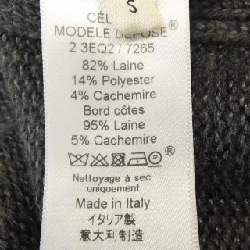 S
CÉL
MODELE DEPOSE®
2 3EQ2 / 7265
82% Laine
14% Polyester
4% Cachemire
Bord côtes
95% Laine
5% Cachemire
Nettoyage à sec
uniquement
Made in Italy
イタリア製
意大利制造